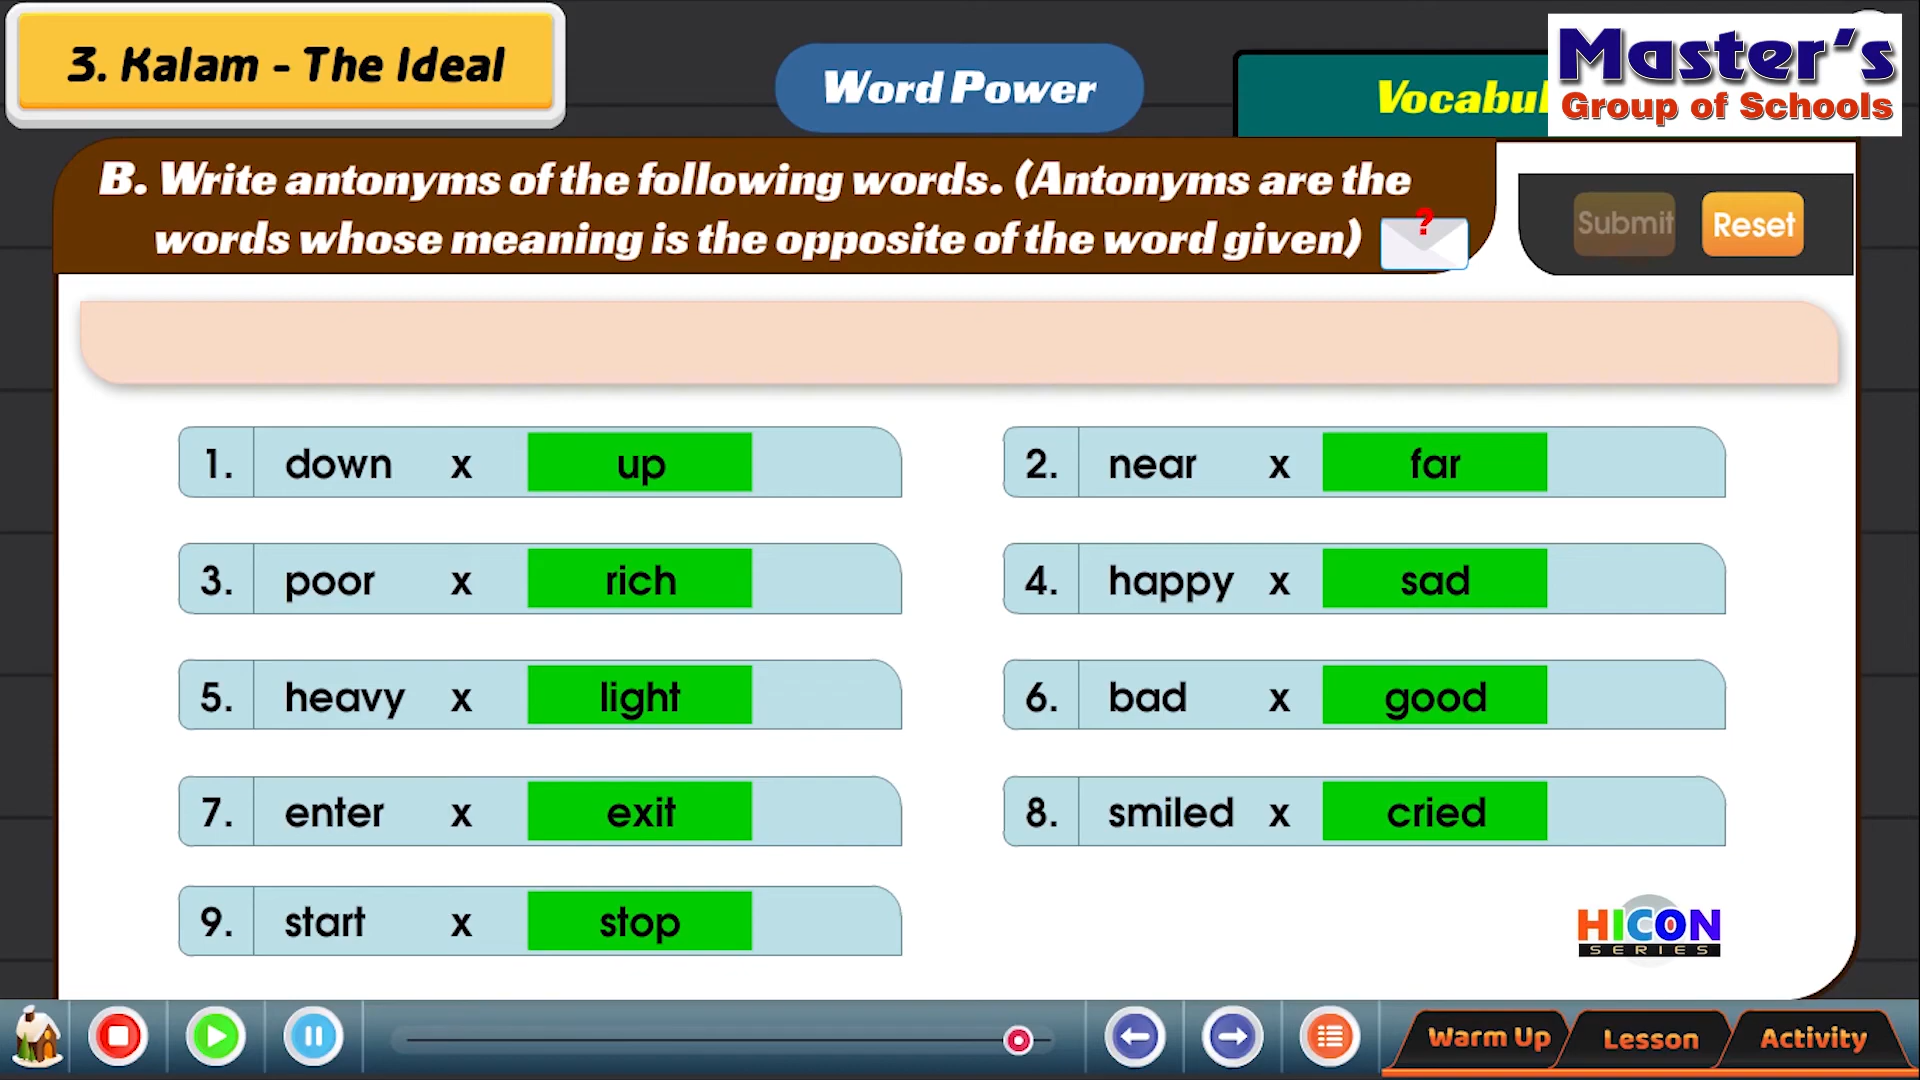 3. Kalam - The Ideal
Word Power
Vocabul
Master's
Group of Schools
B. Write antonyms of the following words. (Antonyms are the
words whose meaning is the opposite of the word given)
?
Submit
Reset
1. down x up
2. near x far
3. poor x rich
4. happy x sad
5. heavy x light
6. bad x good
7. enter x exit
8. smiled x cried
9. start x stop
HICON
SERIES
Warm Up
Lesson
Activity